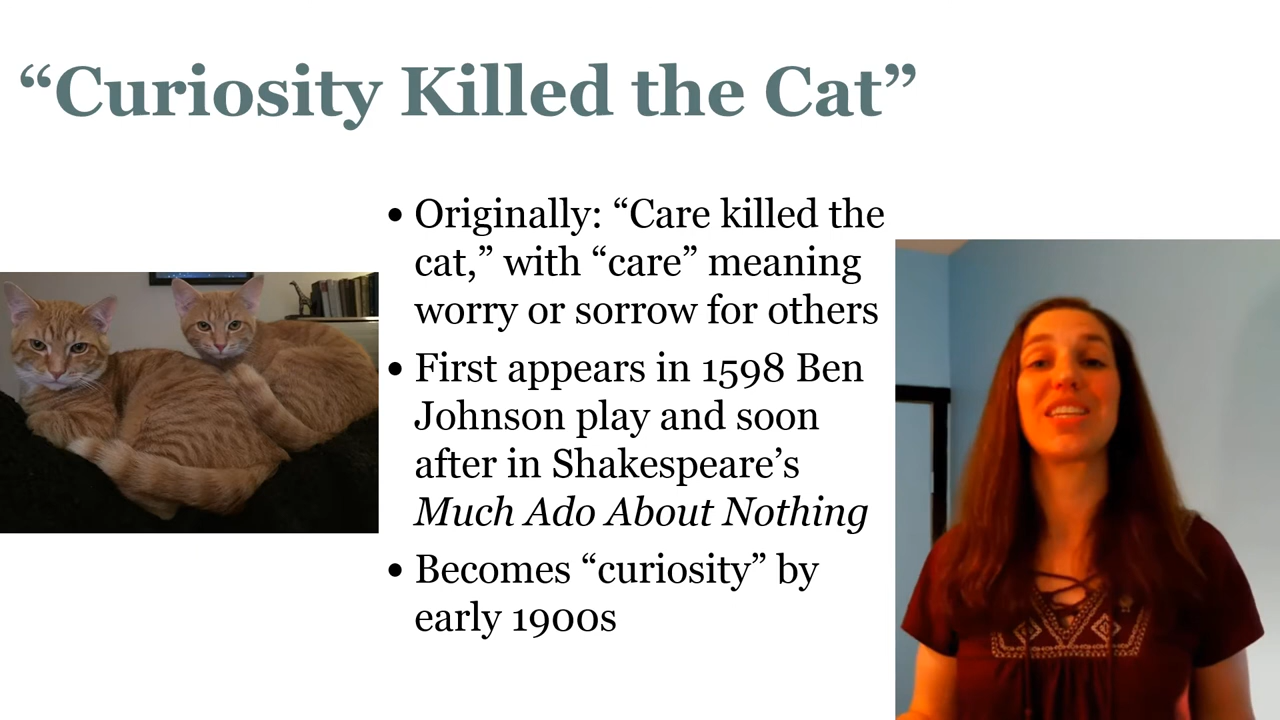 “Curiosity Killed the Cat”
• Originally: “Care killed the
cat,” with “care” meaning
worry or sorrow for others
• First appears in 1598 Ben
Johnson play and soon
after in Shakespeare’s
Much Ado About Nothing
• Becomes “curiosity” by
early 1900s